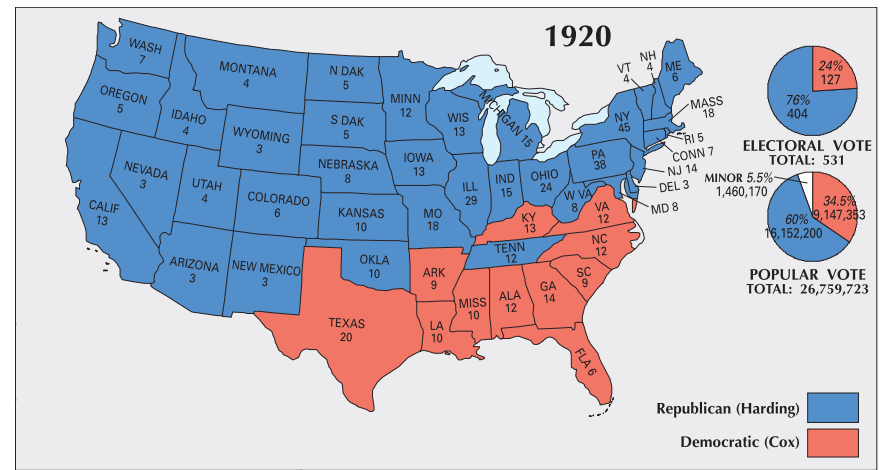 1920
WASH
7
OREGON
5
CALIF
13
NEVADA
3
IDAHO
4
MONTANA
4
WYOMING
3
UTAH
4
COLORADO
6
ARIZONA
3
NEW MEXICO
3
N DAK
5
S DAK
5
NEBRASKA
8
KANSAS
10
OKLA
10
TEXAS
20
MINN
12
IOWA
13
MO
18
ARK
9
LA
10
WIS
13
ILL
29
MICHIGAN 15
IND
15
OHIO
24
KY
13
TENN
12
MISS
10
ALA
12
GA
14
FLA 6
SC
9
NC
12
VA
12
W VA
8
PA
38
NY
45
VT
4
NH
4
ME
6
MASS
18
RI 5
CONN 7
NJ 14
DEL 3
MD 8
24%
127
76%
404
ELECTORAL VOTE
TOTAL: 531
MINOR 5.5%
1,460,170
34.5%
9,147,353
60%
16,152,200
POPULAR VOTE
TOTAL: 26,759,723
Republican (Harding)
Democratic (Cox)